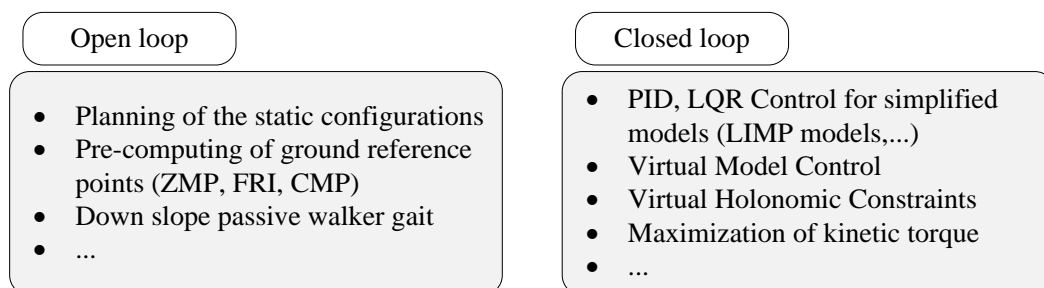 Open loop
• Planning of the static configurations
• Pre-computing of ground reference
points (ZMP, FRI, CMP)
• Down slope passive walker gait
• ...
Closed loop
• PID, LQR Control for simplified
models (LIMP models,...)
• Virtual Model Control
• Virtual Holonomic Constraints
• Maximization of kinetic torque
• ...